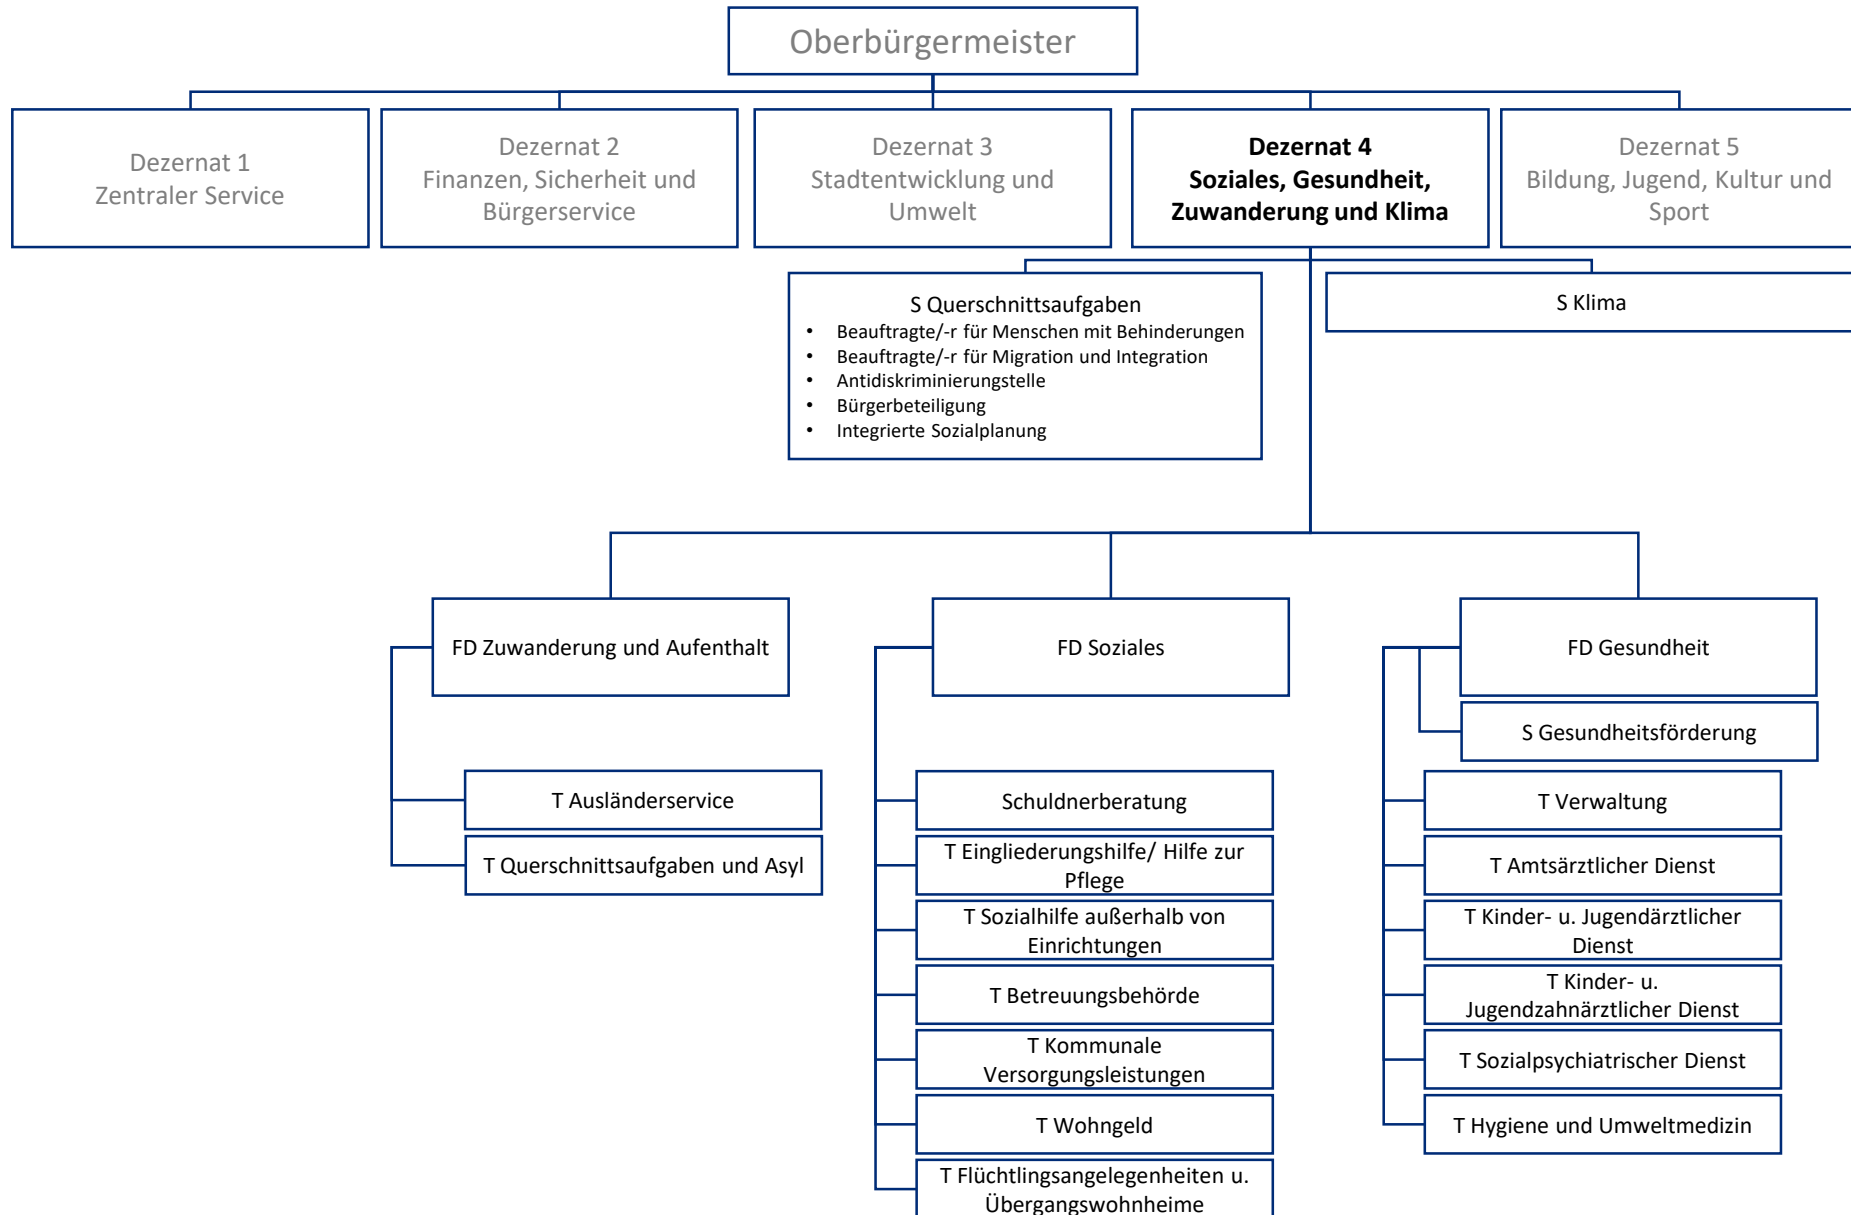 Oberbürgermeister
Dezernat 1
Zentraler Service
Dezernat 2
Finanzen, Sicherheit und
Bürgerservice
Dezernat 3
Stadtentwicklung und
Umwelt
Dezernat 4
Soziales, Gesundheit,
Zuwanderung und Klima
Dezernat 5
Bildung, Jugend, Kultur und
Sport
S Querschnittsaufgaben
• Beauftragte/-r für Menschen mit Behinderungen
• Beauftragte/-r für Migration und Integration
• Antidiskriminierungstelle
• Bürgerbeteiligung
• Integrierte Sozialplanung
S Klima
FD Zuwanderung und Aufenthalt
T Ausländerservice
T Querschnittsaufgaben und Asyl
FD Soziales
Schuldnerberatung
T Eingliederungshilfe/ Hilfe zur
Pflege
T Sozialhilfe außerhalb von
Einrichtungen
T Betreuungsbehörde
T Kommunale
Versorgungsleistungen
T Wohngeld
T Flüchtlingsangelegenheiten u.
Übergangswohnheime
FD Gesundheit
S Gesundheitsförderung
T Verwaltung
T Amtsärztlicher Dienst
T Kinder- u. Jugendärztlicher
Dienst
T Kinder- u.
Jugendzahnärztlicher Dienst
T Sozialpsychiatrischer Dienst
T Hygiene und Umweltmedizin